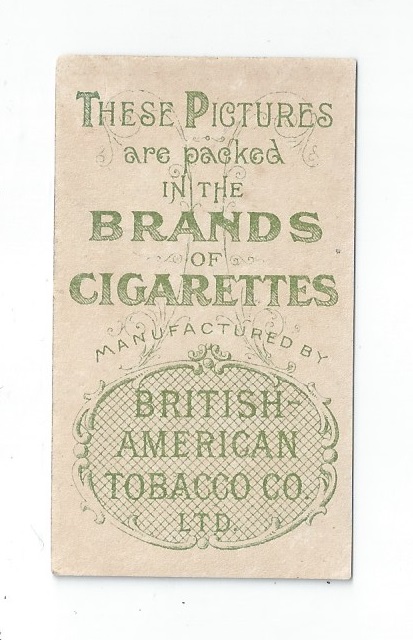 THESE PICTURES
are packed
IN THE
BRANDS
OF
CIGARETTES
MANUFACTURED BY
BRITISH-
AMERICAN
TOBACCO CO.
LTD.